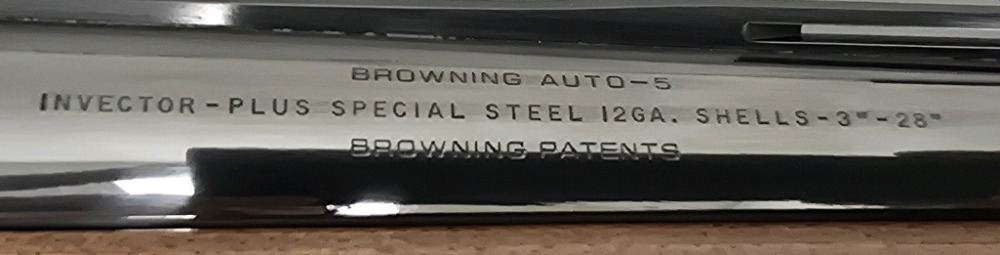 BROWNING AUTO-5
INVECTOR-PLUS SPECIAL STEEL 12GA. SHELLS-3"-28"
BROWNING PATENTS